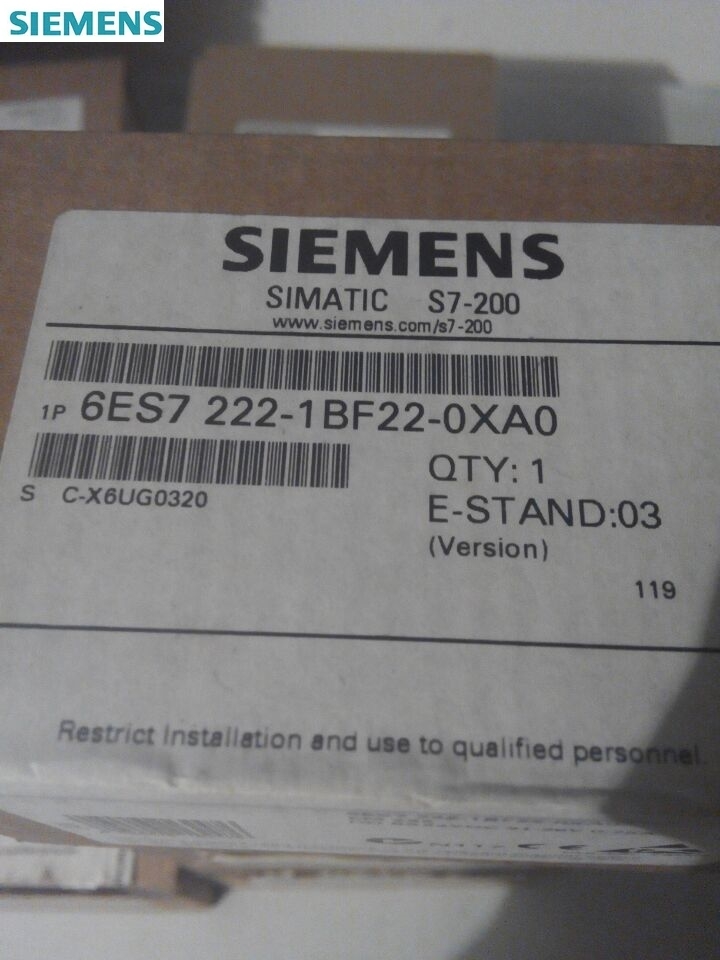 SIEMENS
SIEMENS
SIMATIC S7-200
www.siemens.com/s7-200
1P 6ES7 222-1BF22-0XA0
S C-X6UG0320
QTY: 1
E-STAND:03
(Version)
119
Restrict Installation and use to qualified personnel
N117